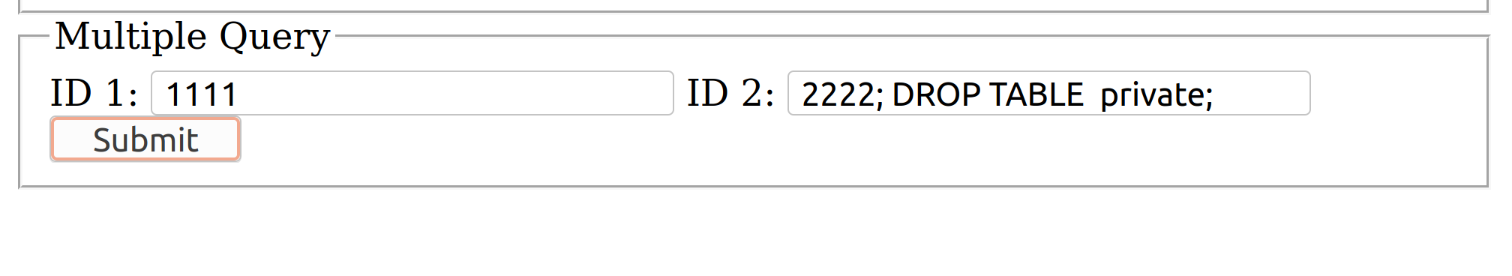 Multiple Query
ID 1: 1111 ID 2: 2222; DROP TABLE  private;
Submit